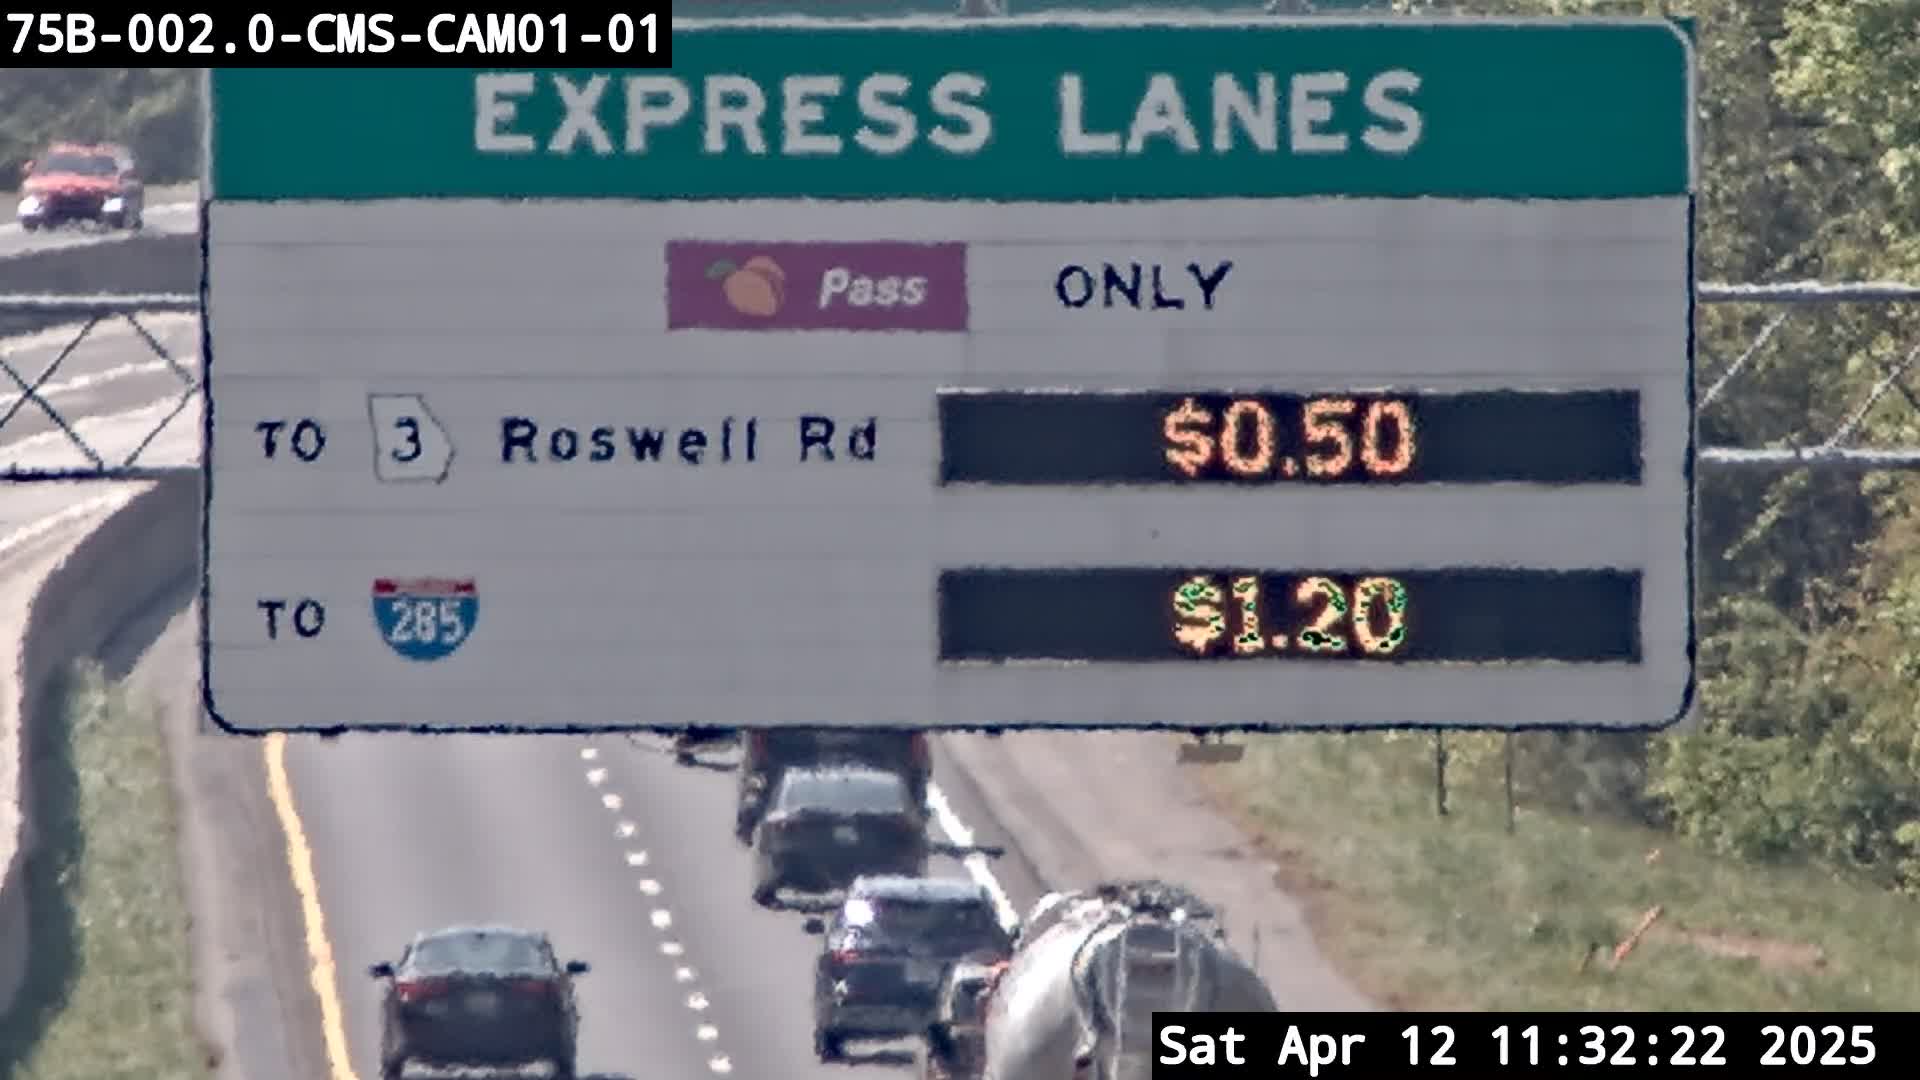 75B-002.0-CMS-CAM01-01
EXPRESS LANES
Pass ONLY
TO 3 Roswell Rd $0.50
TO 285 $1.20
Sat Apr 12 11:32:22 2025